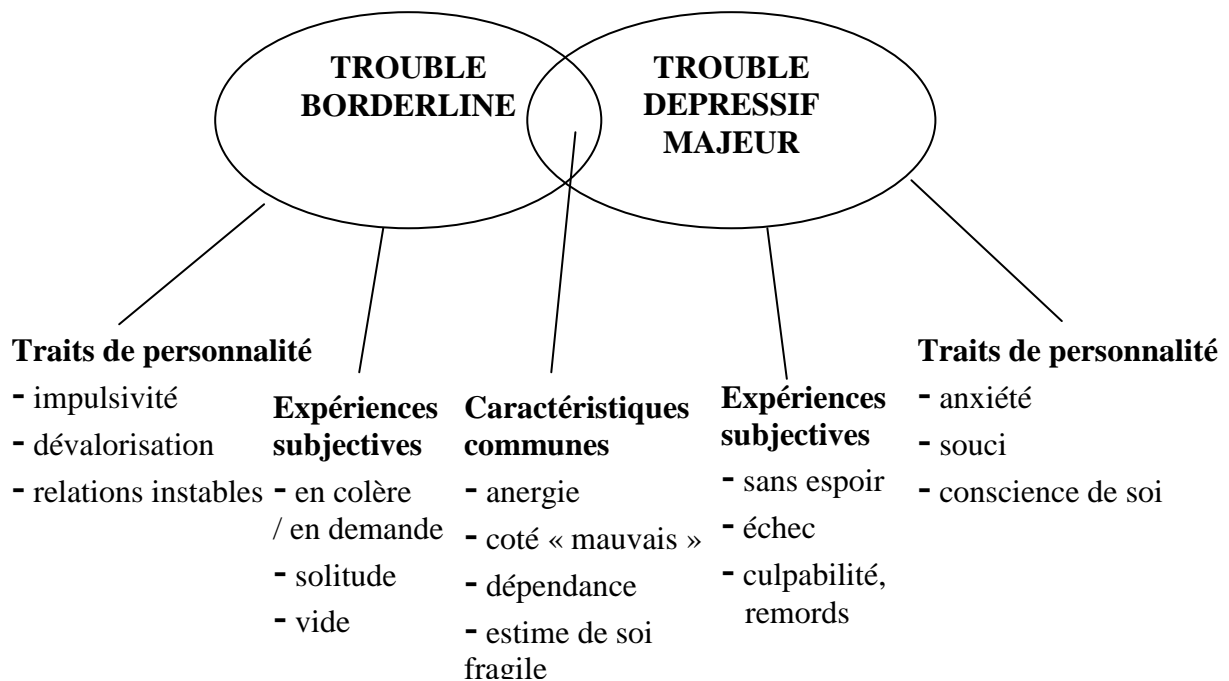 TROUBLE
BORDERLINE
TROUBLE
DEPRESSIF
MAJEUR
Traits de personnalité
- impulsivité
- dévalorisation
- relations instables
Expériences
subjectives
- en colère
/ en demande
- solitude
- vide
Caractéristiques
communes
- anergie
- coté « mauvais »
- dépendance
- estime de soi
fragile
Expériences
subjectives
- sans espoir
- échec
- culpabilité,
remords
Traits de personnalité
- anxiété
- souci
- conscience de soi